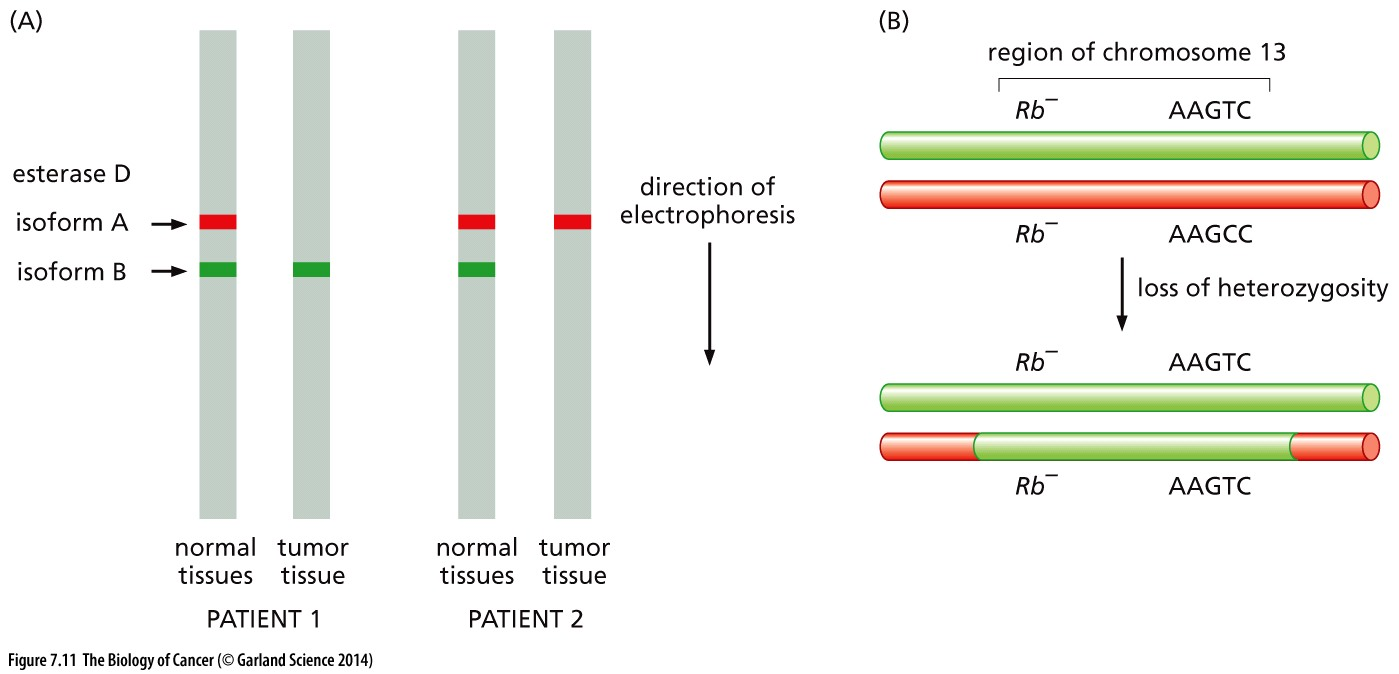 (A)
esterase D
isoform A
isoform B
direction of
electrophoresis
normal
tissues
tumor
tissue
PATIENT 1
normal
tissues
tumor
tissue
PATIENT 2
(B)
region of chromosome 13
Rb⁻ AAGTC
Rb⁻ AAGCC
loss of heterozygosity
Rb⁻ AAGTC
Rb⁻ AAGTC
Figure 7.11 The Biology of Cancer (© Garland Science 2014)